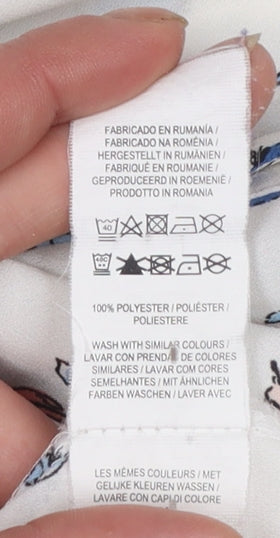 FABRICADO EN RUMANÍA /
FABRICADO NA ROMÉNIA /
HERGESTELLT IN RUMÄNIEN /
FABRIQUÉ EN ROUMANIE /
GEPRODUCEERD IN ROEMENIË /
PRODOTTO IN ROMANIA
40
40C
100% POLYESTER / POLIÉSTER /
POLIESTERE
WASH WITH SIMILAR COLOURS /
LAVAR CON PRENDAS DE COLORES
SIMILARES / LAVAR COM CORES
SEMELHANTES / MIT ÄHNLICHEN
FARBEN WASCHEN / LAVER AVEC
LES MÊMES COULEURS / MET
GELIJKE KLEUREN WASSEN /
LAVARE CON CAPI DI COLORE